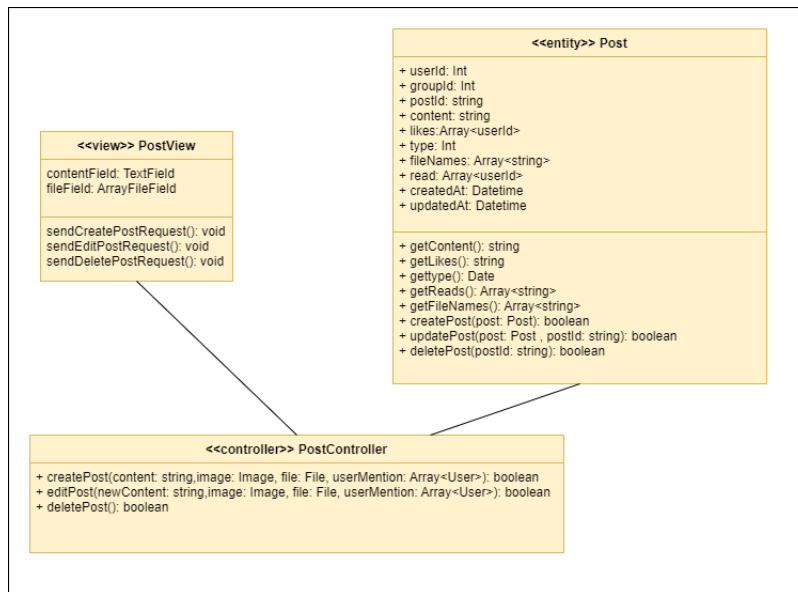 <<entity>> Post
+ userId: Int
+ groupId: Int
+ postId: string
+ content: string
+ likes:Array<userId>
+ type: Int
+ fileNames: Array<string>
+ read: Array<userId>
+ createdAt: Datetime
+ updatedAt: Datetime
+ getContent(): string
+ getLikes(): string
+ gettype(): Date
+ getReads(): Array<string>
+ getFileNames(): Array<string>
+ createPost(post: Post): boolean
+ updatePost(post: Post , postId: string): boolean
+ deletePost(postId: string): boolean
<<view>> PostView
contentField: TextField
fileField: ArrayFileField
sendCreatePostRequest(): void
sendEditPostRequest(): void
sendDeletePostRequest(): void
<<controller>> PostController
+ createPost(content: string,image: Image, file: File, userMention: Array<User>): boolean
+ editPost(newContent: string,image: Image, file: File, userMention: Array<User>): boolean
+ deletePost(): boolean